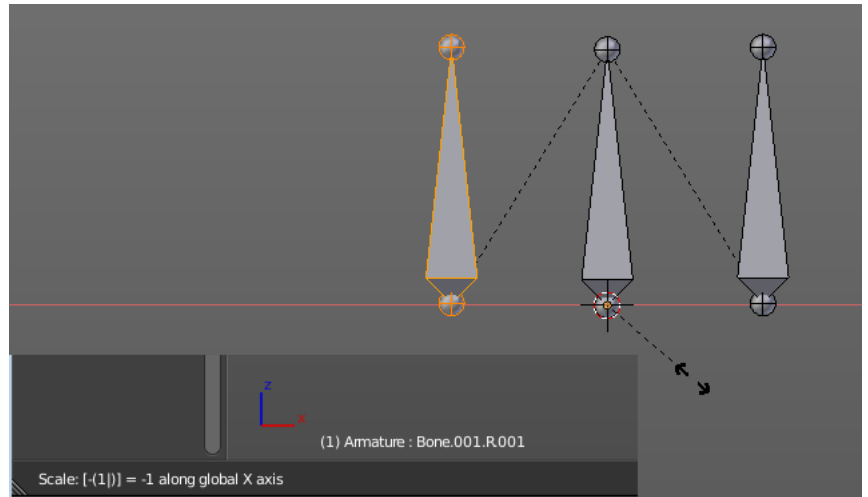 z
x
(1) Armature : Bone.001.R.001
Scale: [-(1|)] = -1 along global X axis